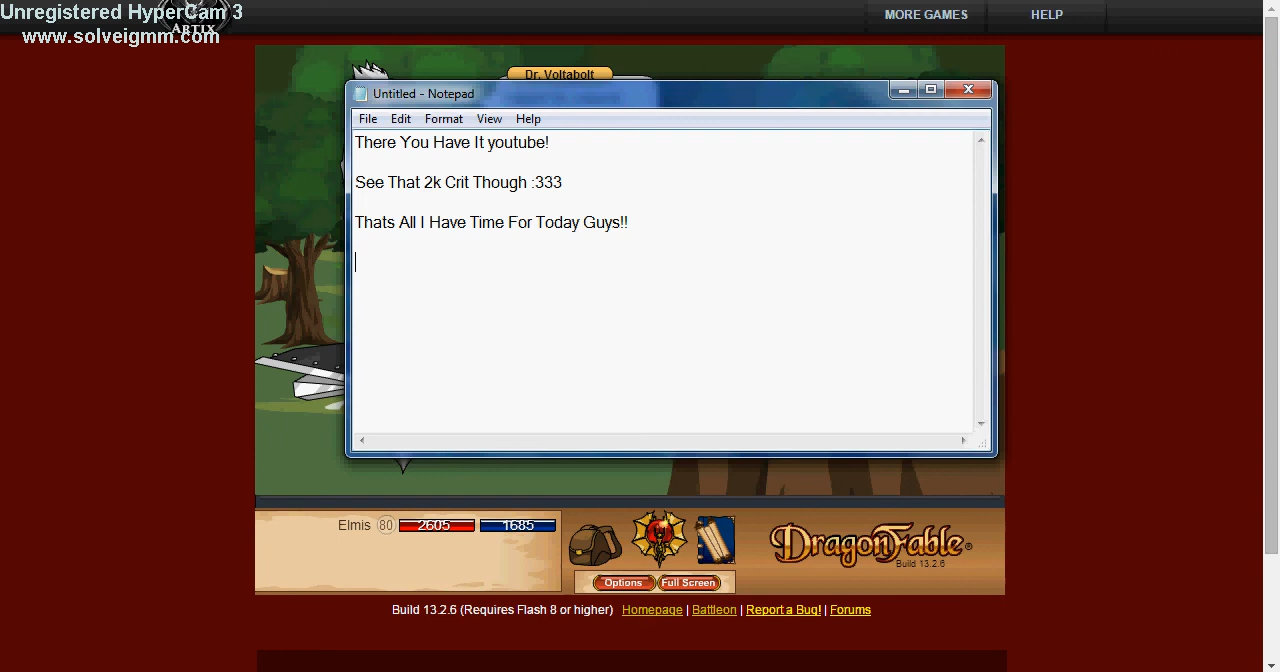 Unregistered HyperCam 3
www.solveigmm.com
ARTIX
MORE GAMES
HELP
Dr. Voltabolt
Untitled - Notepad
File Edit Format View Help
There You Have It youtube!
See That 2k Crit Though :333
Thats All I Have Time For Today Guys!!
Elmis 80 2605 1685
DragonFable®
Build 13.2.6
Options Full Screen
Build 13.2.6 (Requires Flash 8 or higher) Homepage | Battleon | Report a Bug! | Forums